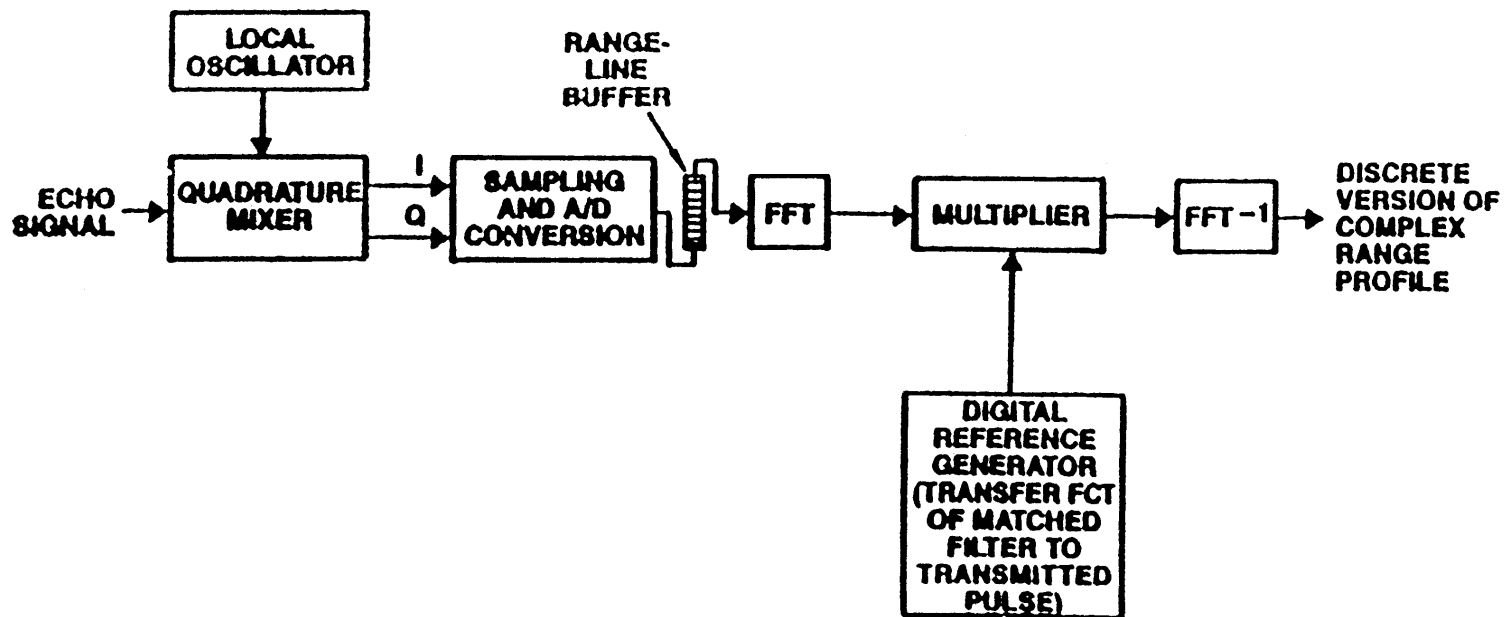 LOCAL
OSCILLATOR
RANGE-
LINE
BUFFER
ECHO
SIGNAL
QUADRATURE
MIXER
I
Q
SAMPLING
AND A/D
CONVERSION
FFT
MULTIPLIER
FFT⁻¹
DISCRETE
VERSION OF
COMPLEX
RANGE
PROFILE
DIGITAL
REFERENCE
GENERATOR
(TRANSFER FCT
OF MATCHED
FILTER TO
TRANSMITTED
PULSE)